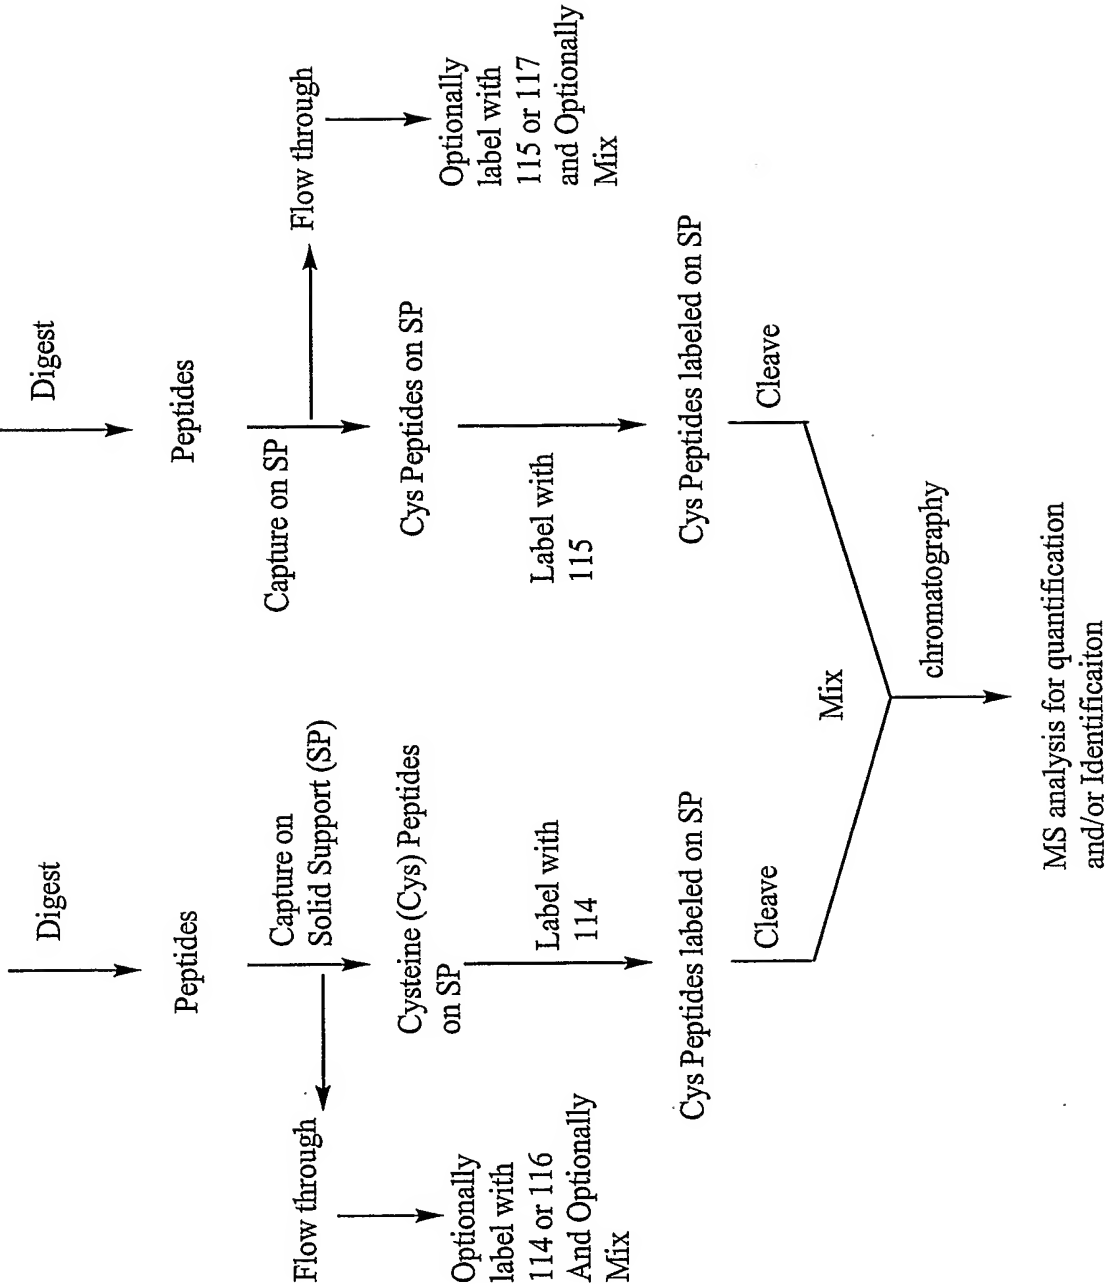 Digest
Digest
Peptides
Peptides
Capture on
Solid Support (SP)
Capture on SP
Flow through
Flow through
Cysteine (Cys) Peptides
on SP
Cys Peptides on SP
Optionally
label with
114 or 116
And Optionally
Mix
Optionally
label with
115 or 117
and Optionally
Mix
Label with
114
Label with
115
Cys Peptides labeled on SP
Cys Peptides labeled on SP
Cleave
Cleave
Mix
chromatography
MS analysis for quantification
and/or Identificaiton